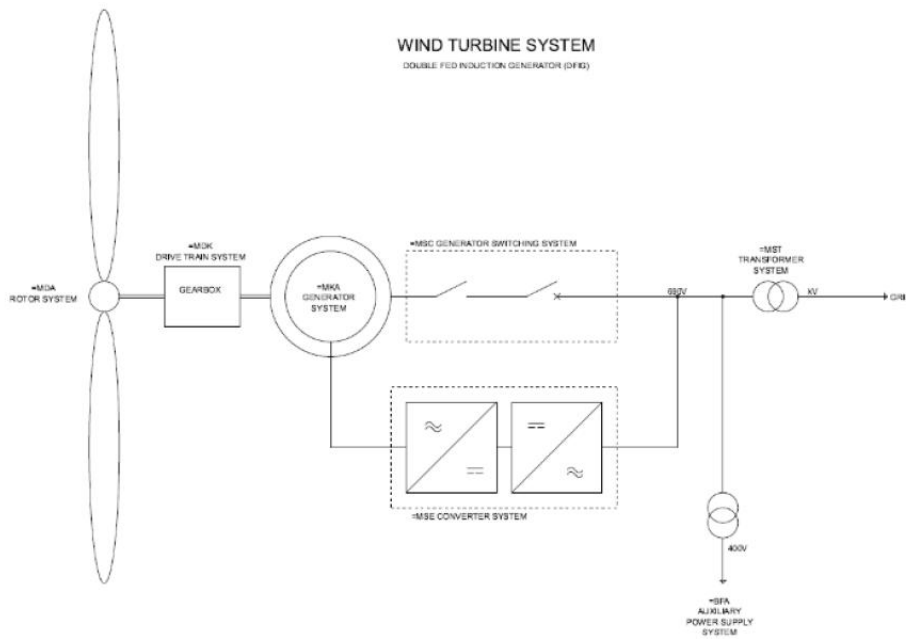 WIND TURBINE SYSTEM
DOUBLE FED INDUCTION GENERATOR (DFIG)
=MDK
DRIVE TRAIN SYSTEM
=MSC GENERATOR SWITCHING SYSTEM
=MST
TRANSFORMER
SYSTEM
=MDA
ROTOR SYSTEM
GEARBOX
=MKA
GENERATOR
SYSTEM
690V
XV
GRI
=MSE CONVERTER SYSTEM
400V
=BFA
AUXILIARY
POWER SUPPLY
SYSTEM